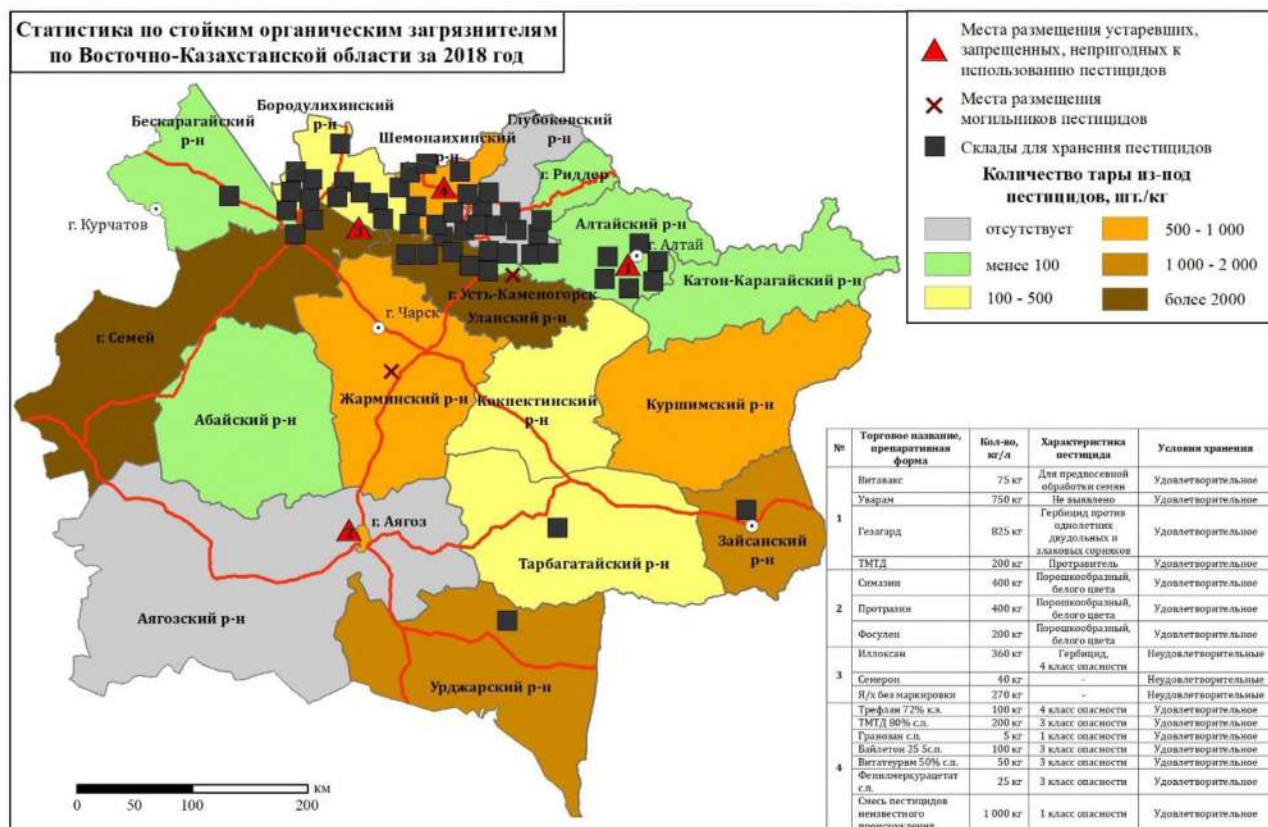 Статистика по стойким органическим загрязнителям
по Восточно-Казахстанской области за 2018 год
Места размещения устаревших,
запрещенных, непригодных к
использованию пестицидов
Места размещения
могильников пестицидов
Склады для хранения пестицидов
Количество тары из-под
пестицидов, шт./кг
отсутствует
500 - 1 000
менее 100
1 000 - 2 000
100 - 500
более 2000
Бородулихинский
р-н
Бескарагайский
р-н
Шемонаихинский
р-н
Глубоковский
р-н
г. Риддер
4
г. Курчатов
3
Алтайский р-н
г. Алтай
1
Катон-Карагайский р-н
г. Усть-Каменогорск
Уланский р-н
г. Чарск
г. Семей
Жарминский р-н
Абайский р-н
Кокпектинский
р-н
Куршимский р-н
2
г. Аягоз
Зайсанский
р-н
Тарбагатайский р-н
Аягозский р-н
Урджарский р-н
км
0 50 100 200
№ Торговое название, препаративная форма Кол-во, кг/л Характеристика пестицида Условия хранения
1 Витавакс 75 кг Для предпосевной обработки семян Удовлетворительное
Уварам 750 кг Не выявлено Удовлетворительное
Гезагард 825 кг Гербицид против однолетних двудольных и злаковых сорняков Удовлетворительное
ТМТД 200 кг Протравитель Удовлетворительное
2 Симазин 400 кг Порошкообразный, белого цвета Удовлетворительное
Протразин 400 кг Порошкообразный, белого цвета Удовлетворительное
Фосулен 200 кг Порошкообразный, белого цвета Удовлетворительное
3 Иллоксан 360 кг Гербицид, 4 класс опасности Неудовлетворительные
Семерон 40 кг - Неудовлетворительные
Я/х без маркировки 270 кг - Неудовлетворительные
4 Трефлан 72% к.э. 100 кг 4 класс опасности Удовлетворительное
ТМТД 80% с.п. 200 кг 3 класс опасности Удовлетворительное
Гранозан с.п. 5 кг 1 класс опасности Удовлетворительное
Байлетон 25 5с.п. 100 кг 3 класс опасности Удовлетворительное
Витатеурвм 50% с.п. 50 кг 3 класс опасности Удовлетворительное
Фенилмеркурацетат с.п. 25 кг 3 класс опасности Удовлетворительное
Смесь пестицидов неизвестного происхождения 1 000 кг 1 класс опасности Удовлетворительное